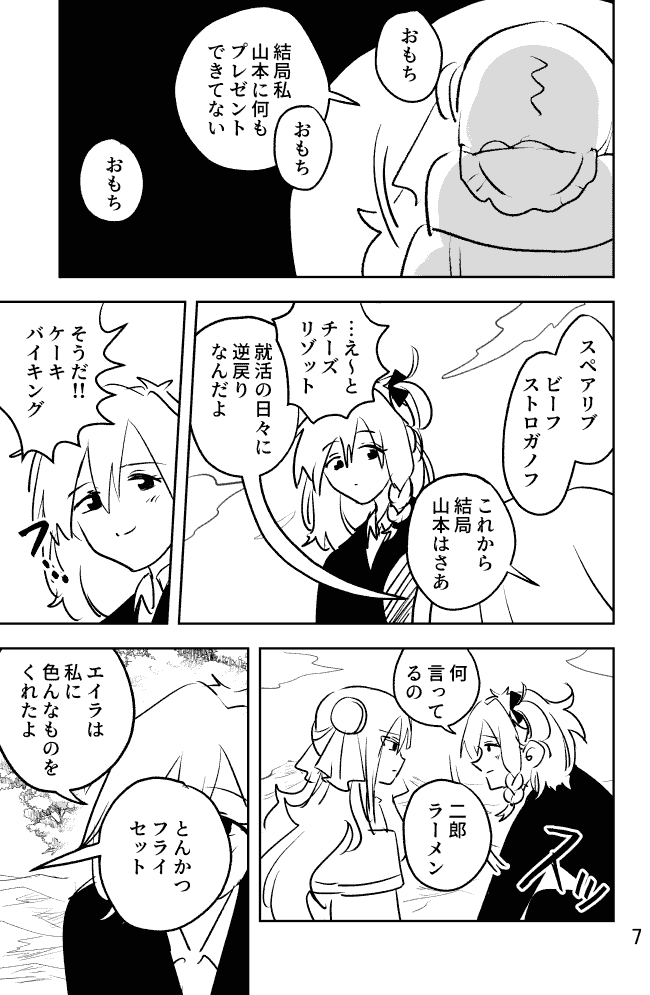 おもち
結局私
山本に何も
プレゼント
できてない
おもち
おもち
スペアリブ
ビーフ
ストロガノフ
これから
結局
山本はさあ
…え〜と
チーズ
リゾット
就活の日々に
逆戻り
なんだよ
そうだ!!
ケーキ
バイキング
フ…
何
言って
るの
二郎
ラーメン
スッ
エイラは
私に
色んなものを
くれたよ
とんかつ
フライ
セット
7